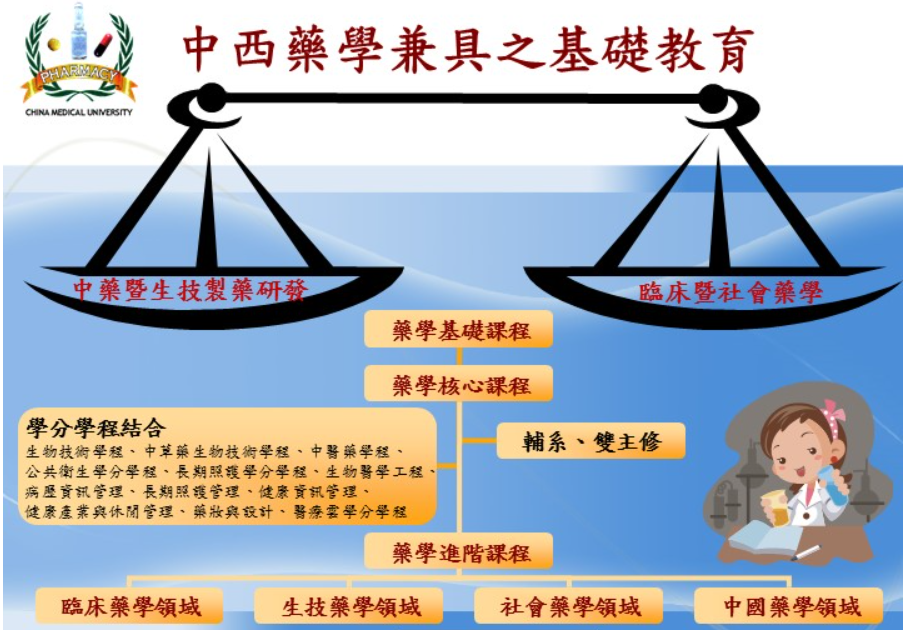 PHARMACY
CHINA MEDICAL UNIVERSITY
中西藥學兼具之基礎教育
中藥暨生技製藥研發
臨床暨社會藥學
藥學基礎課程
藥學核心課程
學分學程結合
生物技術學程、中草藥生物技術學程、中醫藥學程、
公共衛生學分學程、長期照護學分學程、生物醫學工程、
病歷資訊管理、長期照護管理、健康資訊管理、
健康產業與休閒管理、藥妝與設計、醫療雲學分學程
輔系、雙主修
藥學進階課程
臨床藥學領域
生技藥學領域
社會藥學領域
中國藥學領域